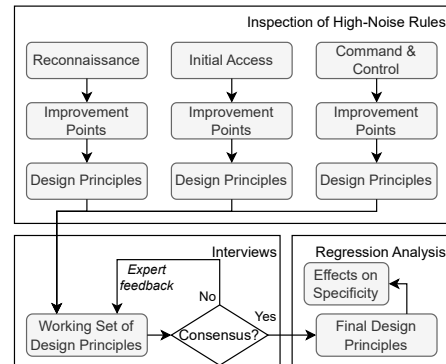 Inspection of High-Noise Rules
Reconnaissance
Initial Access
Command &
Control
Improvement
Points
Improvement
Points
Improvement
Points
Design Principles
Design Principles
Design Principles
Interviews
Expert
feedback
No
Yes
Working Set of
Design Principles
Consensus?
Regression Analysis
Effects on
Specificity
Final Design
Principles